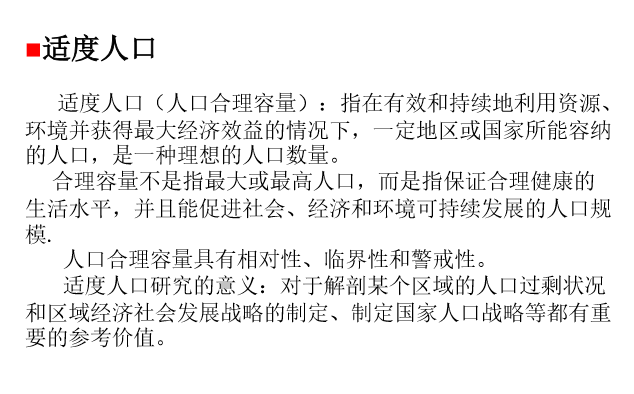 ■适度人口
适度人口（人口合理容量）：指在有效和持续地利用资源、
环境并获得最大经济效益的情况下，一定地区或国家所能容纳
的人口，是一种理想的人口数量。
合理容量不是指最大或最高人口，而是指保证合理健康的
生活水平，并且能促进社会、经济和环境可持续发展的人口规
模.
人口合理容量具有相对性、临界性和警戒性。
适度人口研究的意义：对于解剖某个区域的人口过剩状况
和区域经济社会发展战略的制定、制定国家人口战略等都有重
要的参考价值。